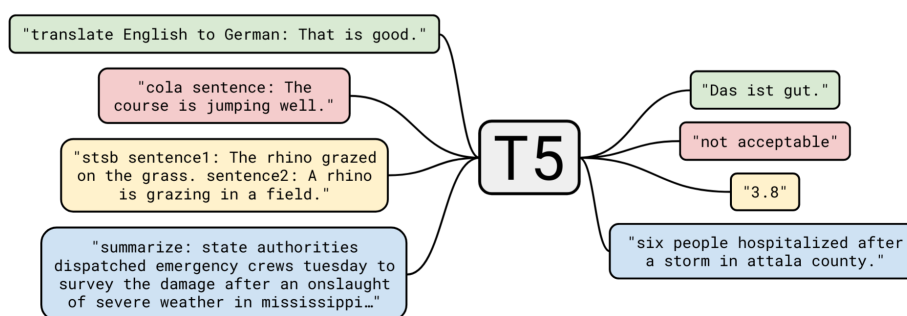 "translate English to German: That is good."
"cola sentence: The
course is jumping well."
"stsb sentence1: The rhino grazed
on the grass. sentence2: A rhino
is grazing in a field."
"summarize: state authorities
dispatched emergency crews tuesday to
survey the damage after an onslaught
of severe weather in mississippi…"
T5
"Das ist gut."
"not acceptable"
"3.8"
"six people hospitalized after
a storm in attala county."